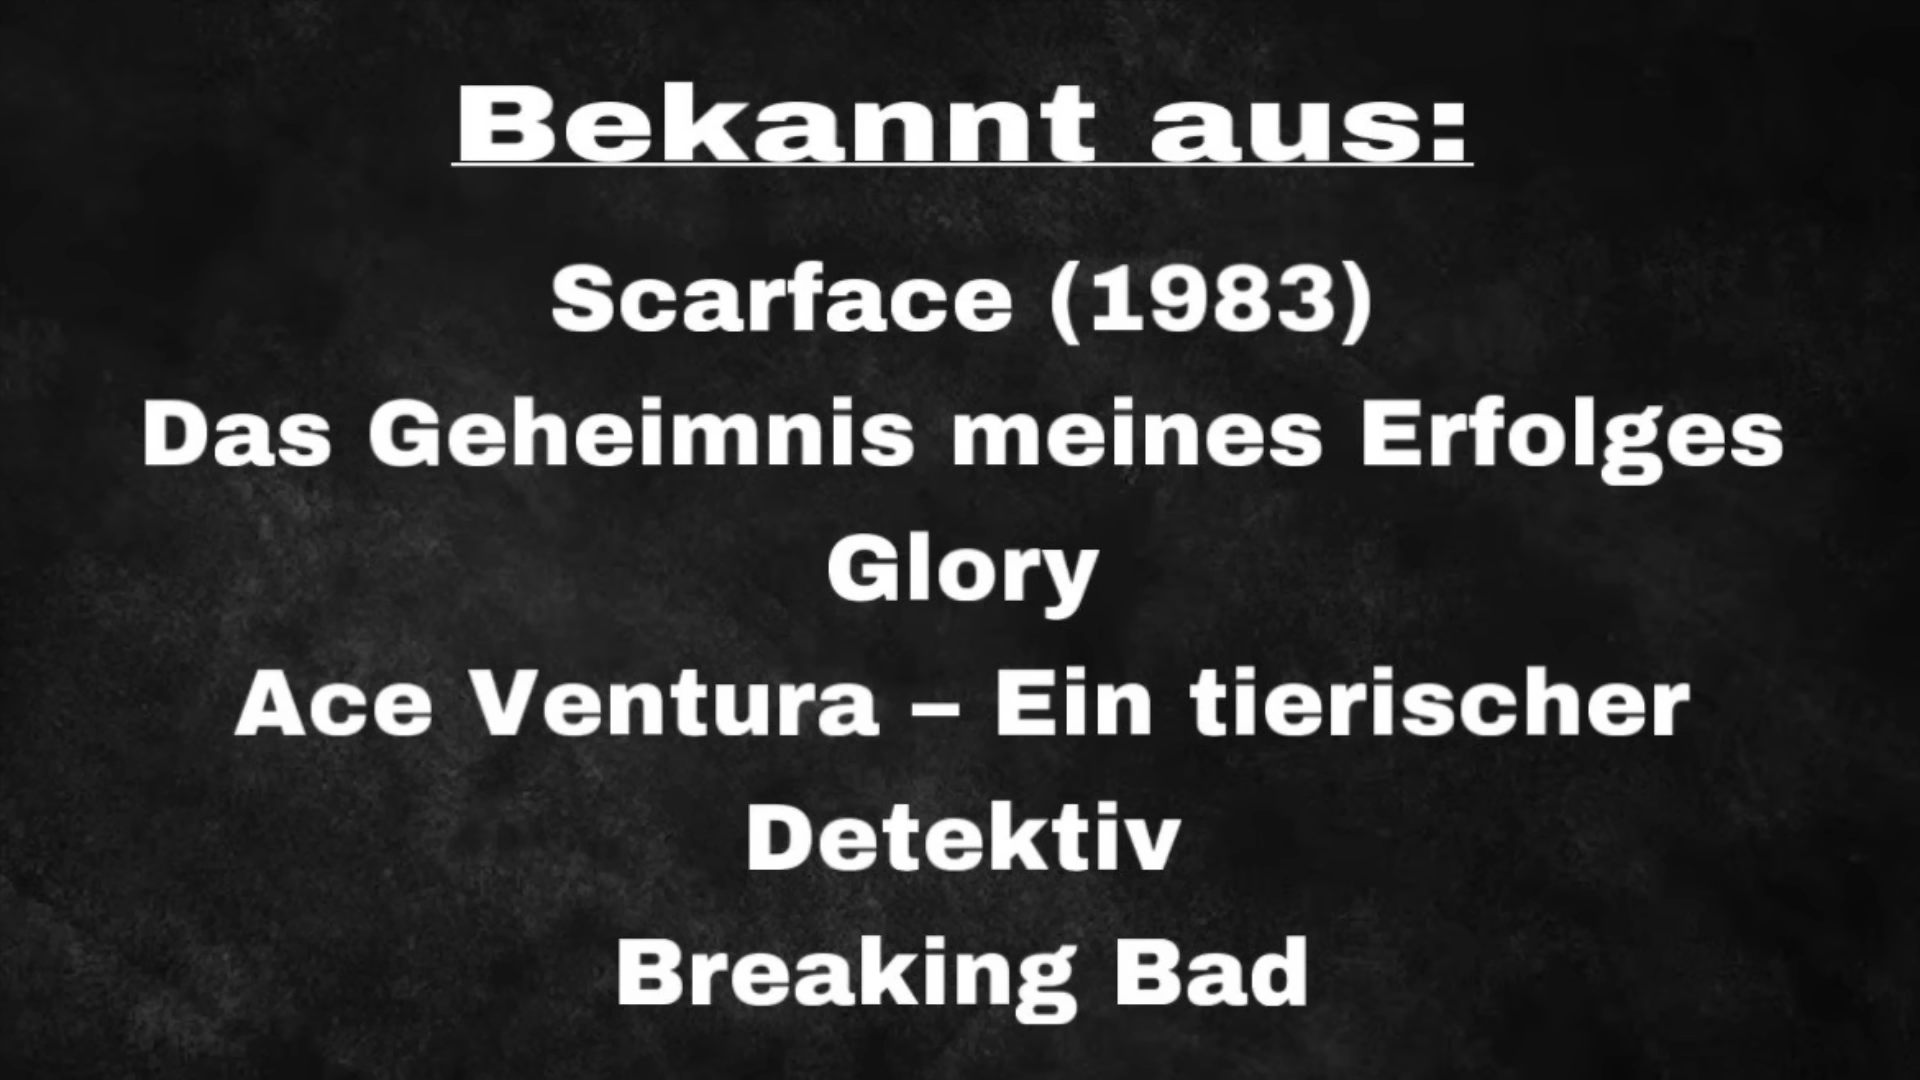 Bekannt aus:
Scarface (1983)
Das Geheimnis meines Erfolges
Glory
Ace Ventura – Ein tierischer
Detektiv
Breaking Bad